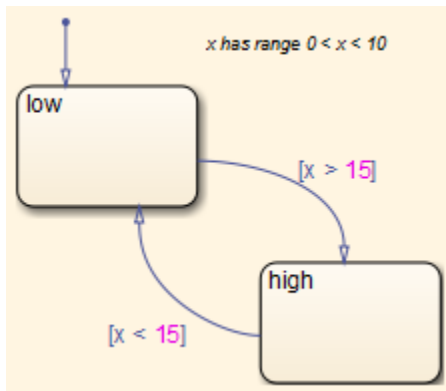 x has range 0 < x < 10
low
[x > 15]
high
[x < 15]